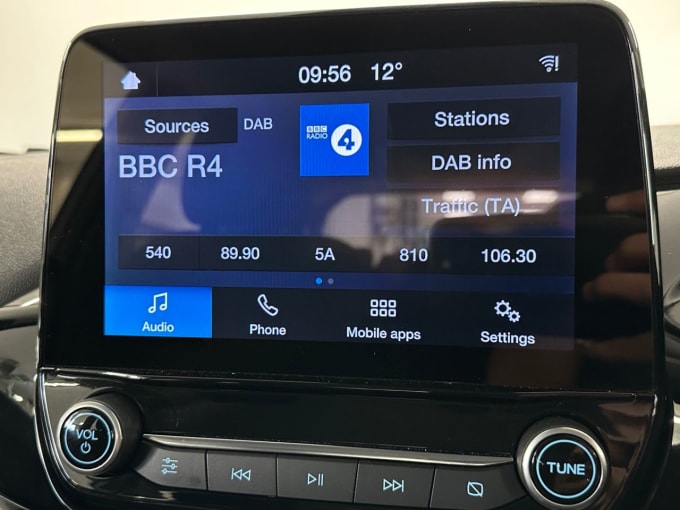 09:56 12°
Sources DAB
BBC RADIO 4
Stations
BBC R4
DAB info
Traffic (TA)
540 89.90 5A 810 106.30
Audio Phone Mobile apps Settings
VOL
TUNE